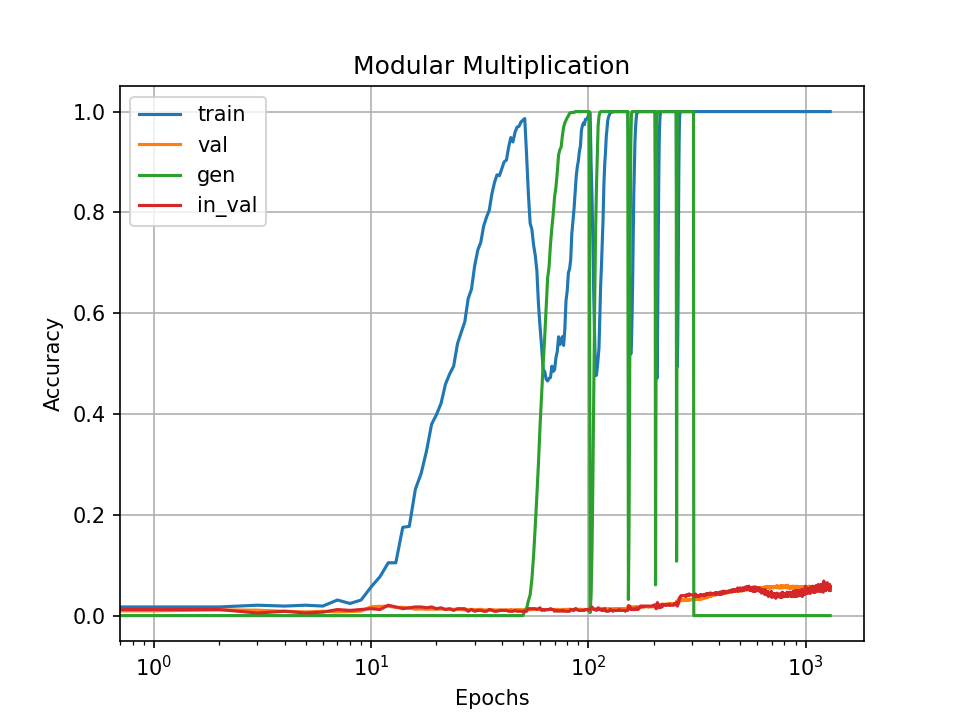 Modular Multiplication
train
val
gen
in_val
1.0
0.8
0.6
0.4
0.2
0.0
Accuracy
10⁰ 10¹ 10² 10³
Epochs